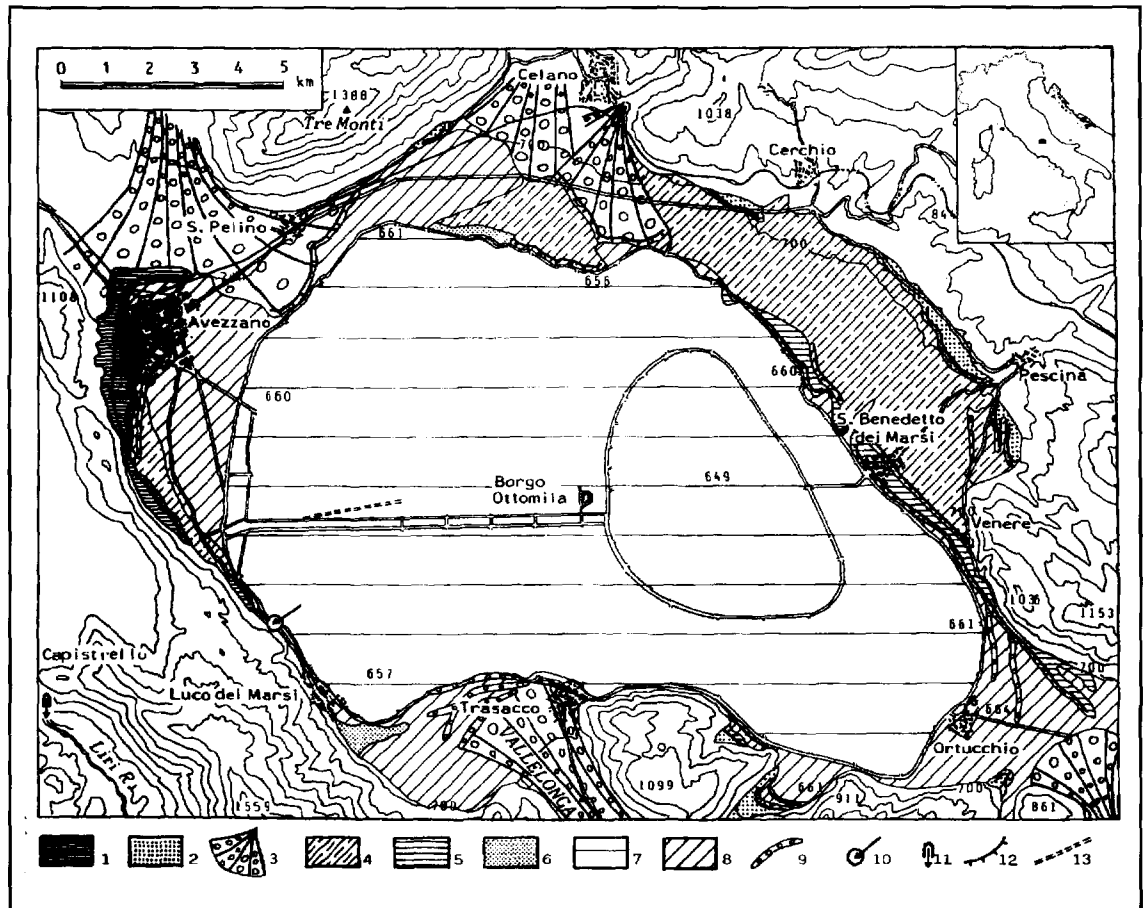 0 1 2 3 4 5
km
1388
Tre Monti
Celano
1038
Cerchio
S. Pelino
661
656
700
1108
Avezzano
660
660
Pescina
S. Benedetto
dei Marsi
649
Borgo
Ottomila
Venere
1036
1153
661
Capistrello
657
700
Luco dei Marsi
Trasacco
664
Ortucchio
VALLELONGA
Liri R.
1099
1559
700
661
911
700
861
1 2 3 4 5 6 7 8 9 10 11 12 13